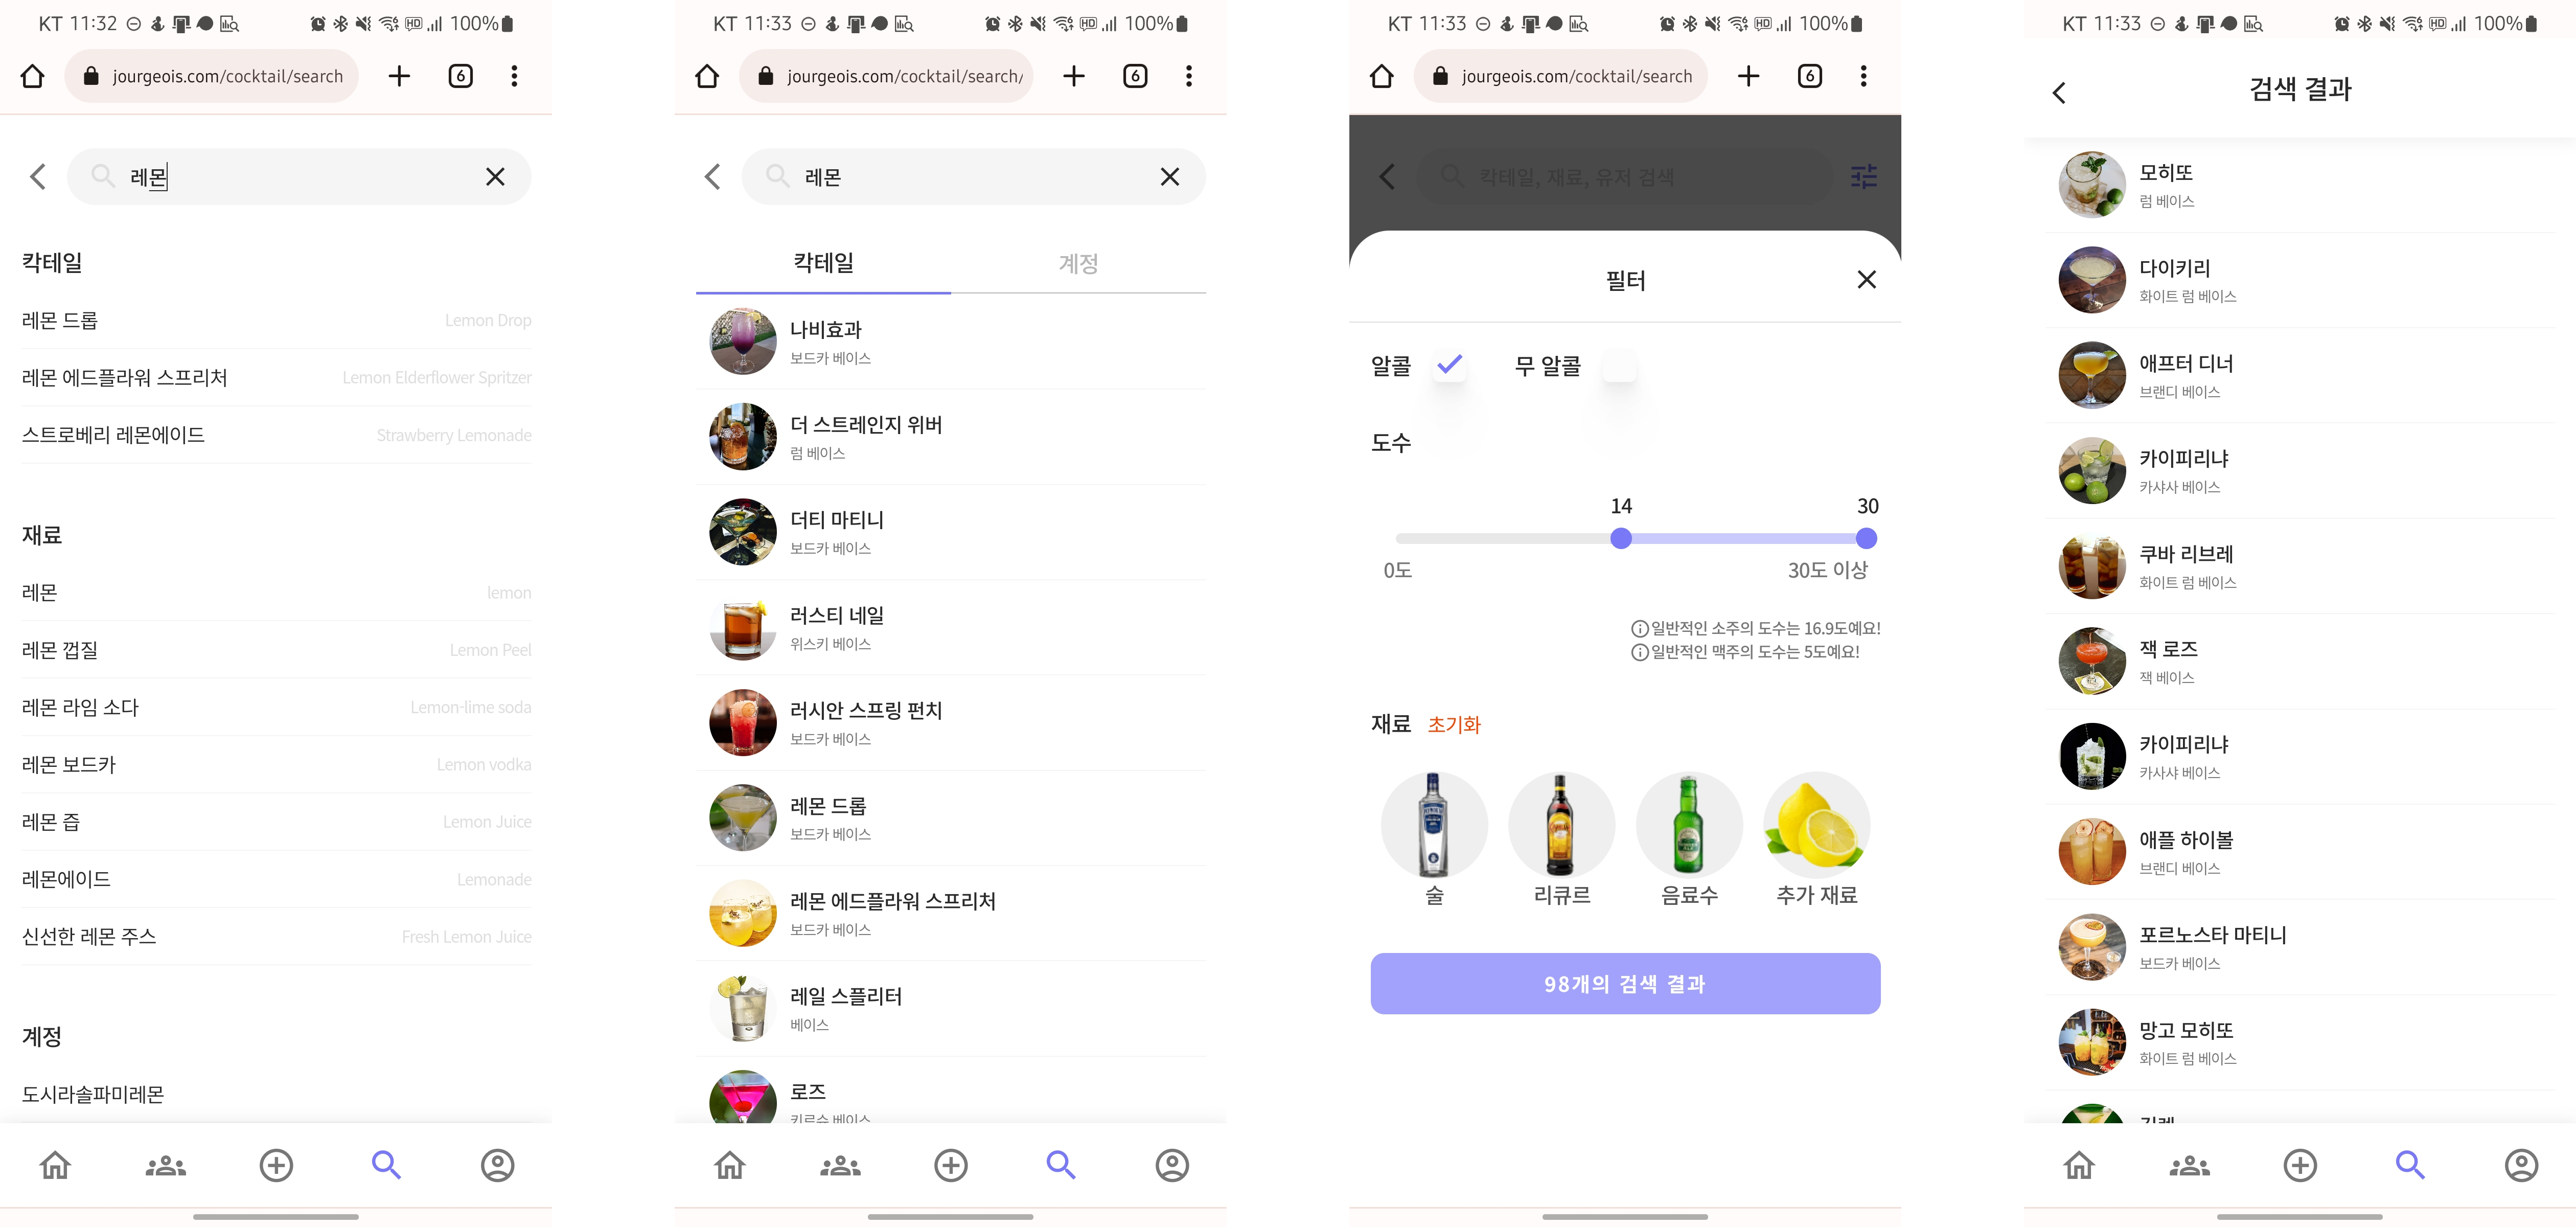 KT 11:32 100%
jourgeois.com/cocktail/search
6
레몬
칵테일
레몬 드롭 Lemon Drop
레몬 에드플라워 스프리처 Lemon Elderflower Spritzer
스트로베리 레몬에이드 Strawberry Lemonade
재료
레몬 lemon
레몬 껍질 Lemon Peel
레몬 라임 소다 Lemon-lime soda
레몬 보드카 Lemon vodka
레몬 즙 Lemon Juice
레몬에이드 Lemonade
신선한 레몬 주스 Fresh Lemon Juice
계정
도시라솔파미레몬
KT 11:33 HD 100%
jourgeois.com/cocktail/search/
6
레몬
칵테일 계정
나비효과
보드카 베이스
더 스트레인지 위버
럼 베이스
더티 마티니
보드카 베이스
러스티 네일
위스키 베이스
러시안 스프링 펀치
보드카 베이스
레몬 드롭
보드카 베이스
레몬 에드플라워 스프리처
보드카 베이스
레일 스플리터
베이스
로즈
키르슈 베이스
KT 11:33 HD 100%
jourgeois.com/cocktail/search
6
칵테일, 재료, 유저 검색
필터
알콜 무 알콜
도수
14 30
0도 30도 이상
일반적인 소주의 도수는 16.9도예요!
일반적인 맥주의 도수는 5도예요!
재료 초기화
술 리큐르 음료수 추가 재료
98개의 검색 결과
KT 11:33 HD 100%
검색 결과
모히또
럼 베이스
다이키리
화이트 럼 베이스
애프터 디너
브랜디 베이스
카이피리냐
카샤사 베이스
쿠바 리브레
화이트 럼 베이스
잭 로즈
잭 베이스
카이피리냐
카사샤 베이스
애플 하이볼
브랜디 베이스
포르노스타 마티니
보드카 베이스
망고 모히또
화이트 럼 베이스